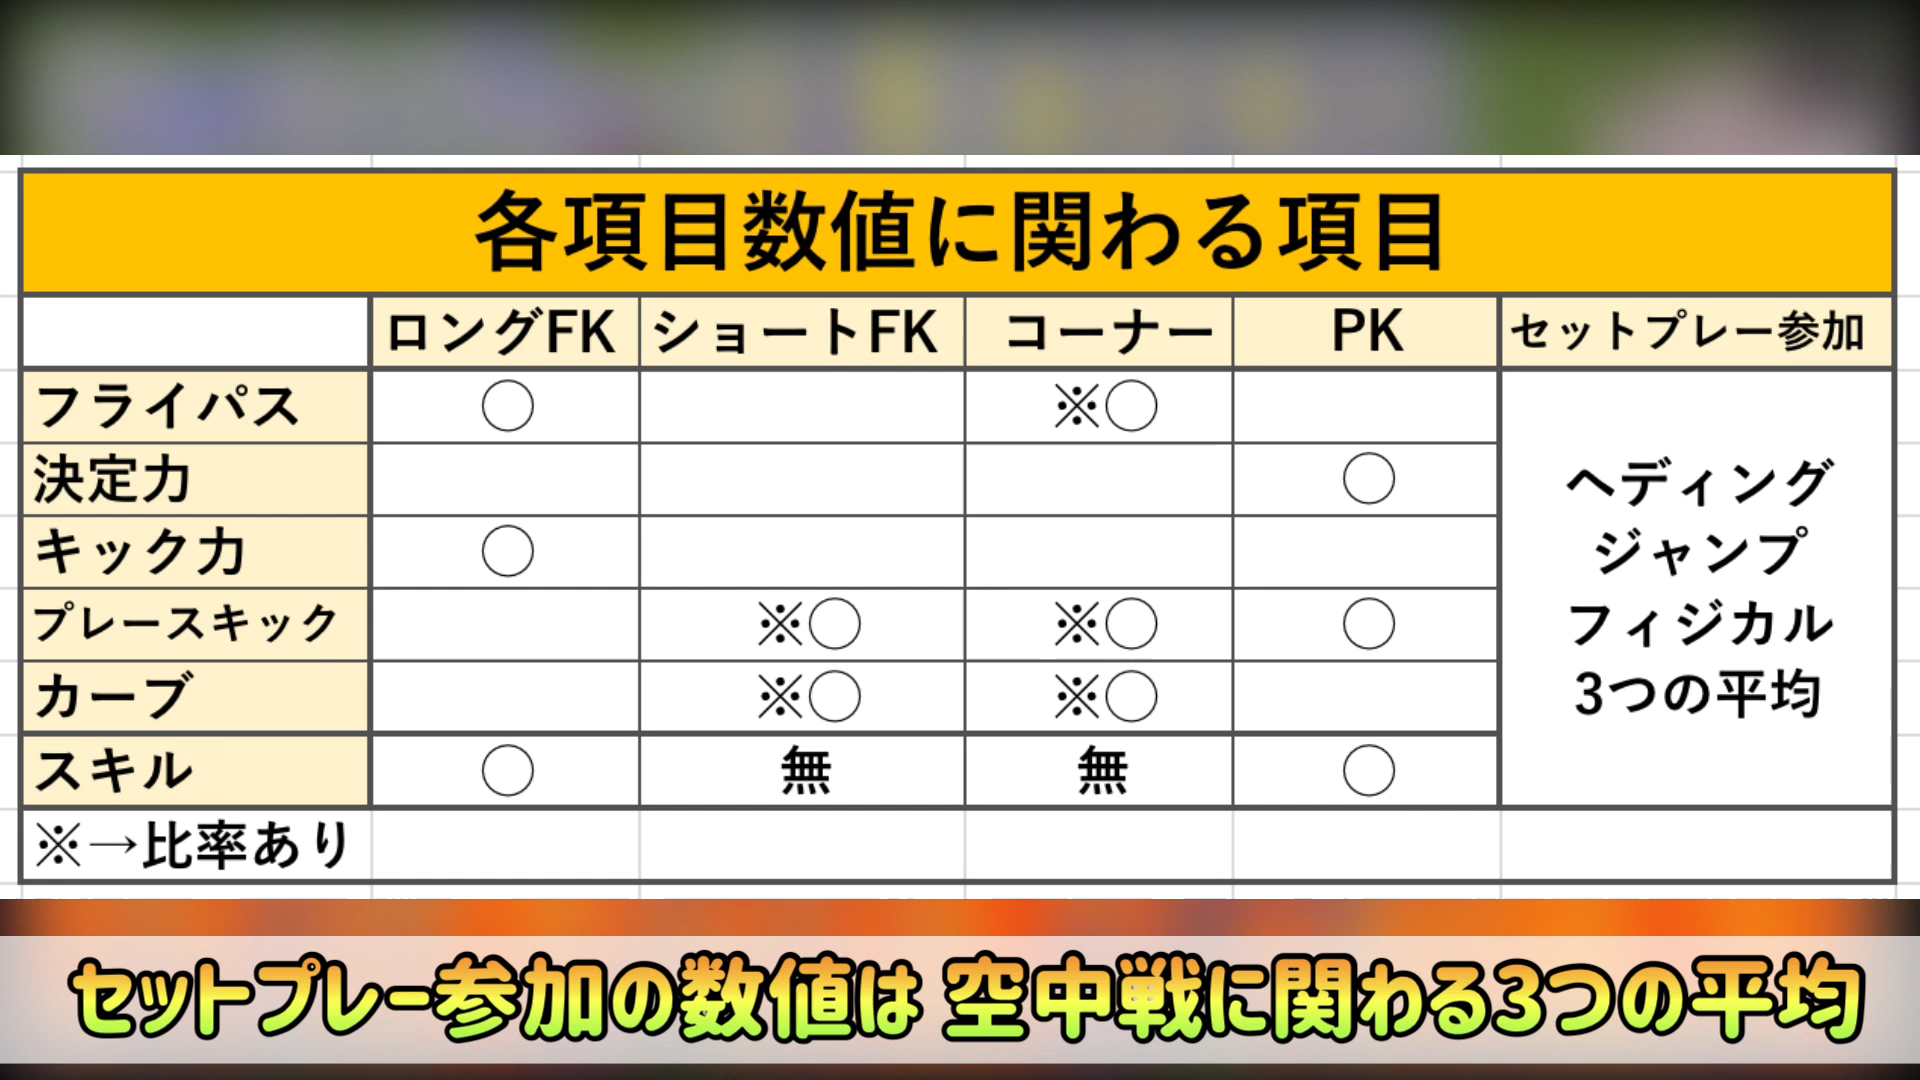 各項目数値に関わる項目
ロングFK ショートFK コーナー PK セットプレー参加
フライパス ○ ※○
決定力 ○
キック力 ○
プレースキック ※○ ※○ ○
カーブ ※○ ※○
スキル ○ 無 無 ○
ヘディング
ジャンプ
フィジカル
3つの平均
※→比率あり
セットプレー参加の数値は 空中戦に関わる3つの平均